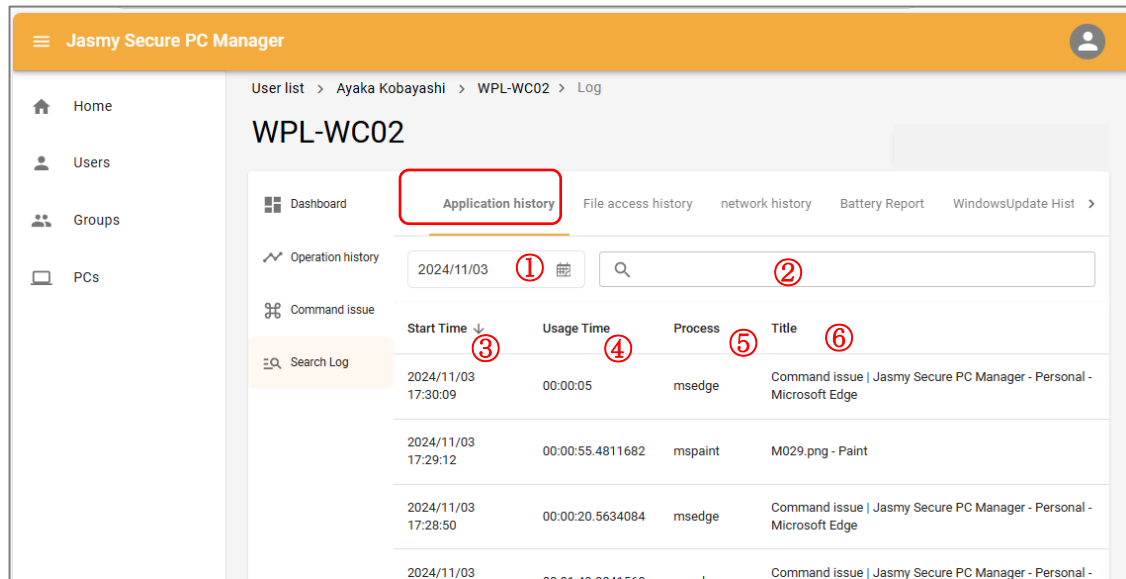 Jasmy Secure PC Manager
Home
Users
Groups
PCs
User list > Ayaka Kobayashi > WPL-WC02 > Log
WPL-WC02
Dashboard
Operation history
Command issue
Search Log
Application history File access history network history Battery Report WindowsUpdate Hist
2024/11/03 ① ②
Start Time ↓ ③ Usage Time ④ Process ⑤ Title ⑥
2024/11/03
17:30:09
00:00:05
msedge
Command issue | Jasmy Secure PC Manager - Personal -
Microsoft Edge
2024/11/03
17:29:12
00:00:55.4811682
mspaint
M029.png - Paint
2024/11/03
17:28:50
00:00:20.5634084
msedge
Command issue | Jasmy Secure PC Manager - Personal -
Microsoft Edge
2024/11/03
Command issue | Jasmy Secure PC Manager - Personal -